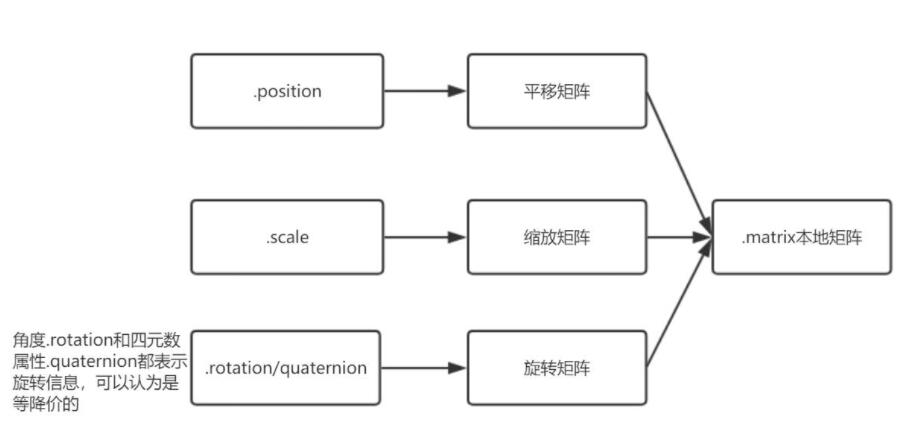 .position
平移矩阵
.scale
缩放矩阵
.matrix本地矩阵
角度.rotation和四元数
属性.quaternion都表示
旋转信息，可以认为是
等降价的
.rotation/quaternion
旋转矩阵